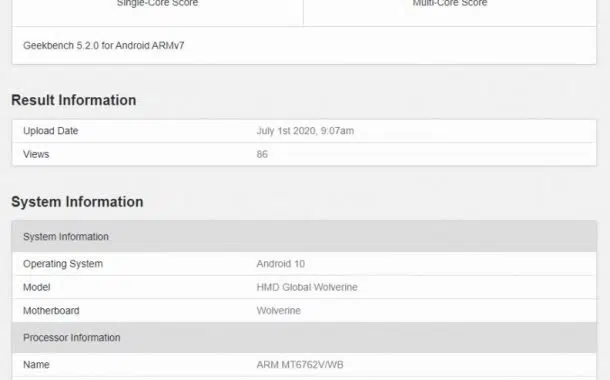 Single-Core Score Multi-Core Score
Geekbench 5.2.0 for Android ARMv7
Result Information
Upload Date July 1st 2020, 9:07am
Views 86
System Information
System Information
Operating System Android 10
Model HMD Global Wolverine
Motherboard Wolverine
Processor Information
Name ARM MT6762V/WB